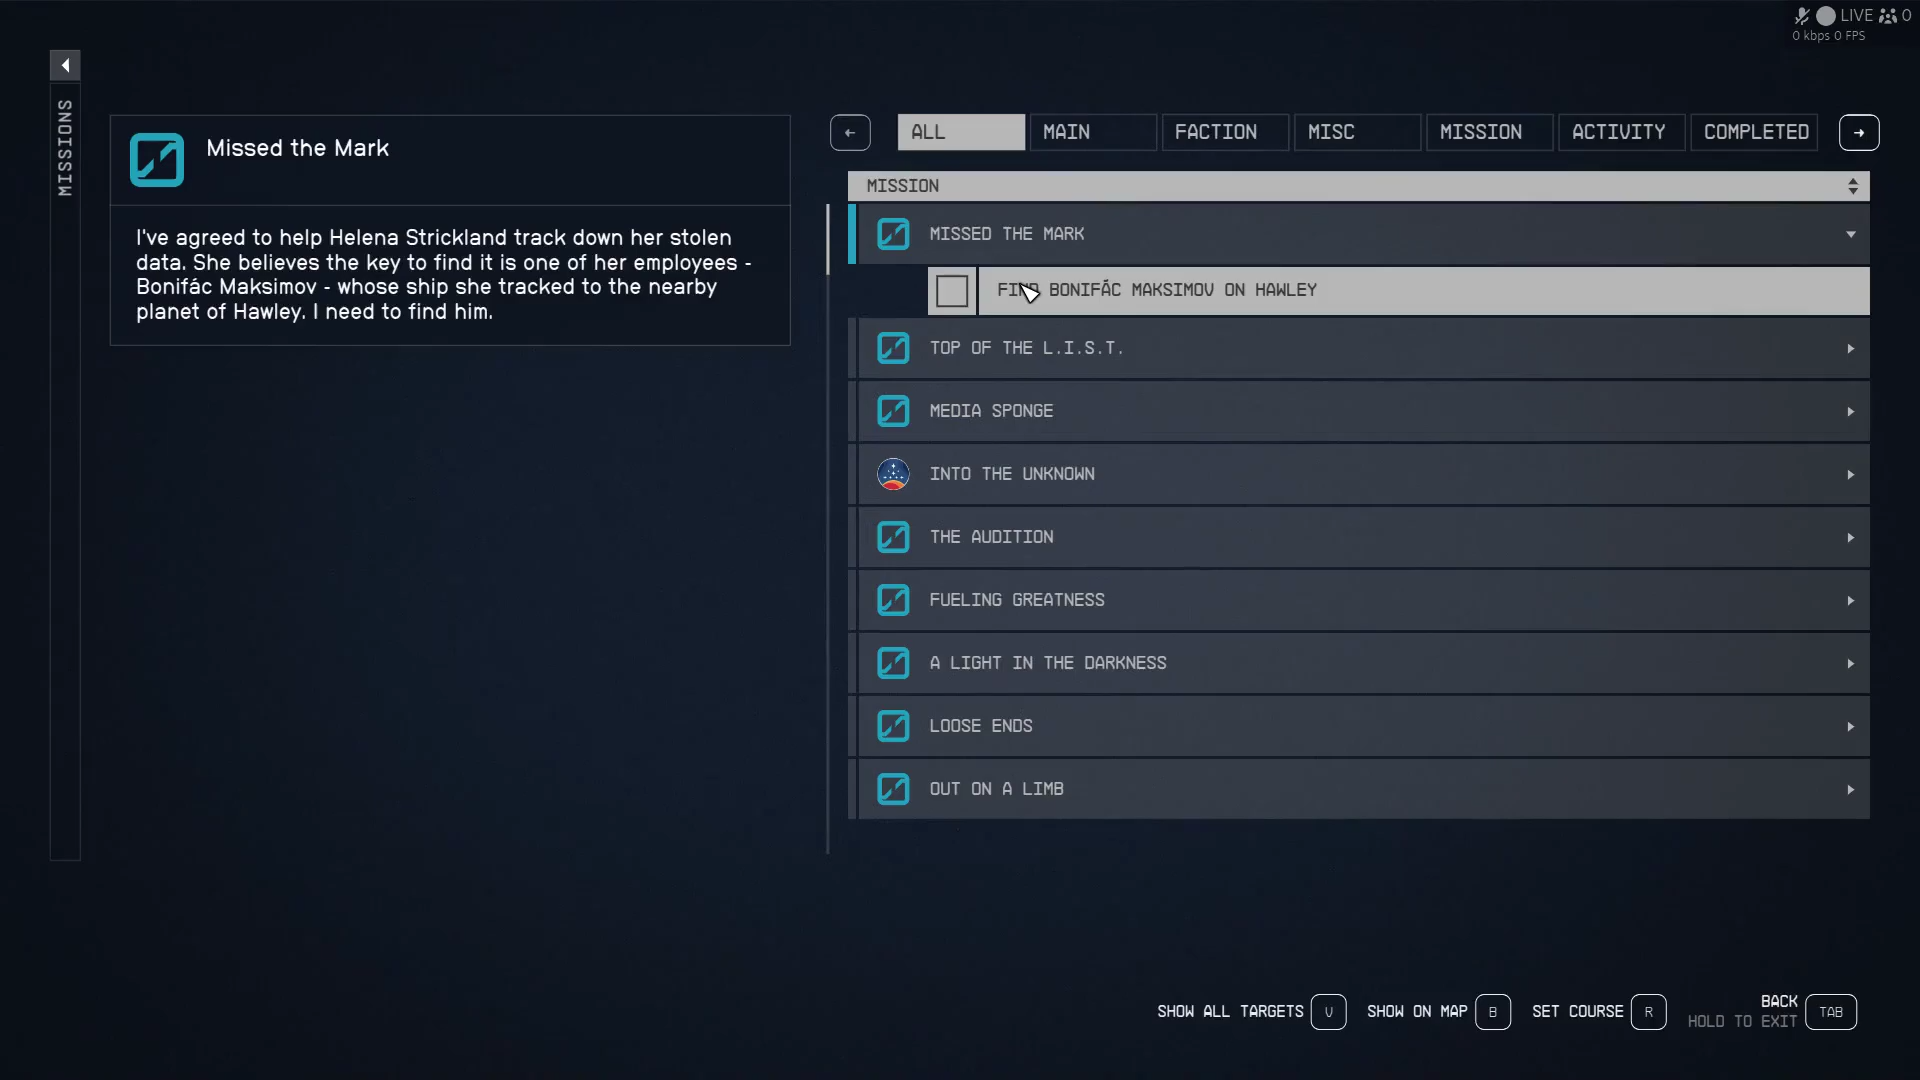 LIVE 0
0 kbps 0 FPS
MISSIONS
Missed the Mark
I've agreed to help Helena Strickland track down her stolen
data. She believes the key to find it is one of her employees -
Bonifác Maksimov - whose ship she tracked to the nearby
planet of Hawley. I need to find him.
ALL MAIN FACTION MISC MISSION ACTIVITY COMPLETED
MISSION
MISSED THE MARK
FIND BONIFÁC MAKSIMOV ON HAWLEY
TOP OF THE L.I.S.T.
MEDIA SPONGE
INTO THE UNKNOWN
THE AUDITION
FUELING GREATNESS
A LIGHT IN THE DARKNESS
LOOSE ENDS
OUT ON A LIMB
SHOW ALL TARGETS V SHOW ON MAP B SET COURSE R BACK TAB
HOLD TO EXIT